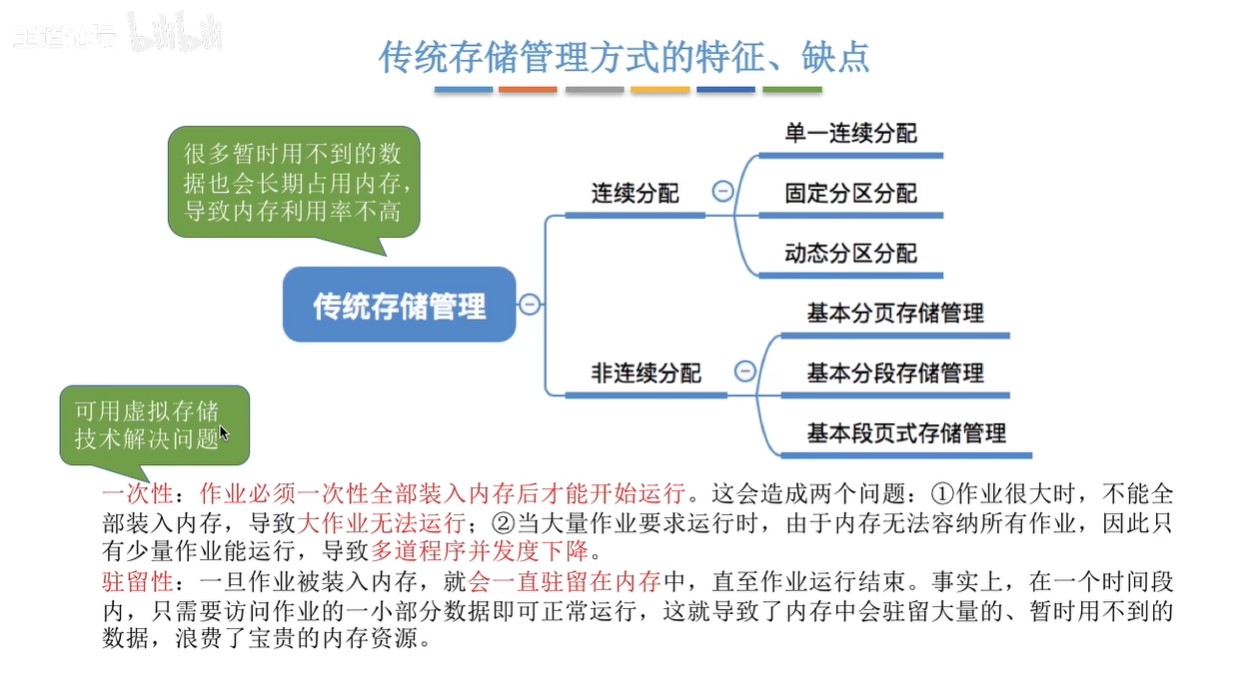 王道论坛 bilibili
传统存储管理方式的特征、缺点
很多暂时用不到的数
据也会长期占用内存，
导致内存利用率不高
传统存储管理
连续分配
单一连续分配
固定分区分配
动态分区分配
非连续分配
基本分页存储管理
基本分段存储管理
基本段页式存储管理
可用虚拟存储
技术解决问题
一次性：作业必须一次性全部装入内存后才能开始运行。这会造成两个问题：①作业很大时，不能全
部装入内存，导致大作业无法运行；②当大量作业要求运行时，由于内存无法容纳所有作业，因此只
有少量作业能运行，导致多道程序并发度下降。
驻留性：一旦作业被装入内存，就会一直驻留在内存中，直至作业运行结束。事实上，在一个时间段
内，只需要访问作业的一小部分数据即可正常运行，这就导致了内存中会驻留大量的、暂时用不到的
数据，浪费了宝贵的内存资源。